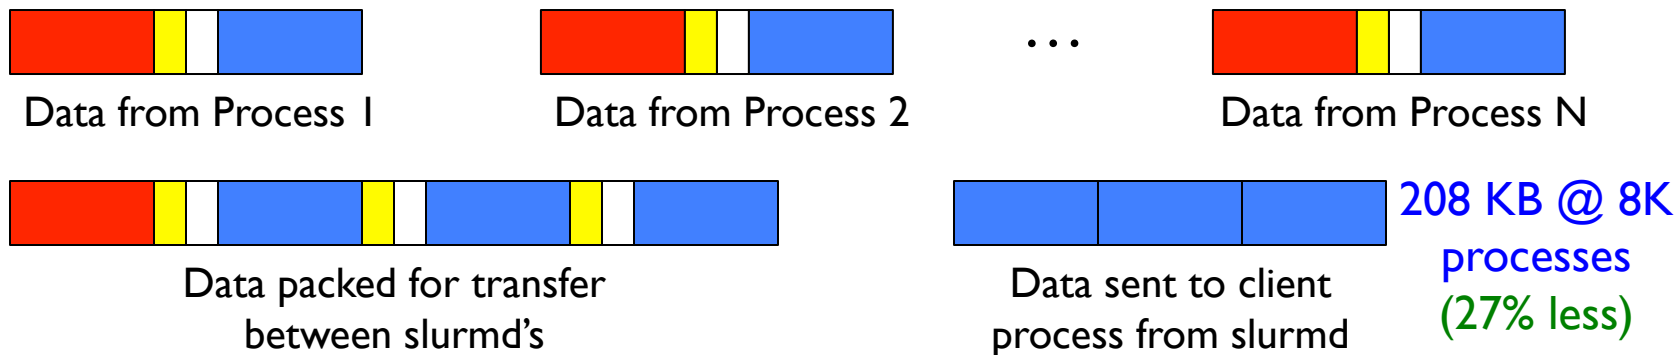 ...
Data from Process 1
Data from Process 2
Data from Process N
208 KB @ 8K
processes
(27% less)
Data packed for transfer
between slurmd’s
Data sent to client
process from slurmd